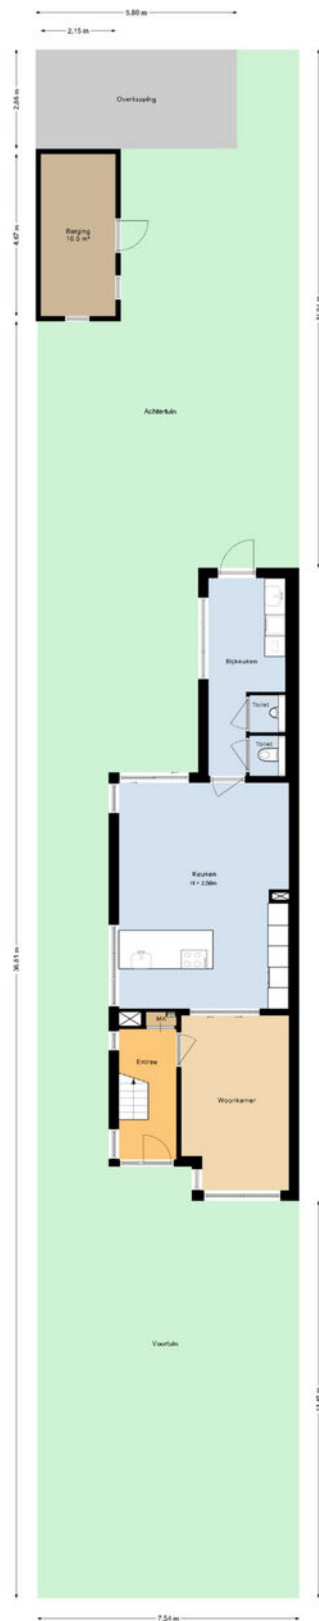 5.80 m
2.15 m
2.86 m
Overkapping
4.67 m
Berging
10.0 m²
Achtertuin
Bijkeuken
Toilet
Toilet
Keuken
H = 2.50m
36.81 m
MK
Entree
Woonkamer
Voortuin
7.54 m